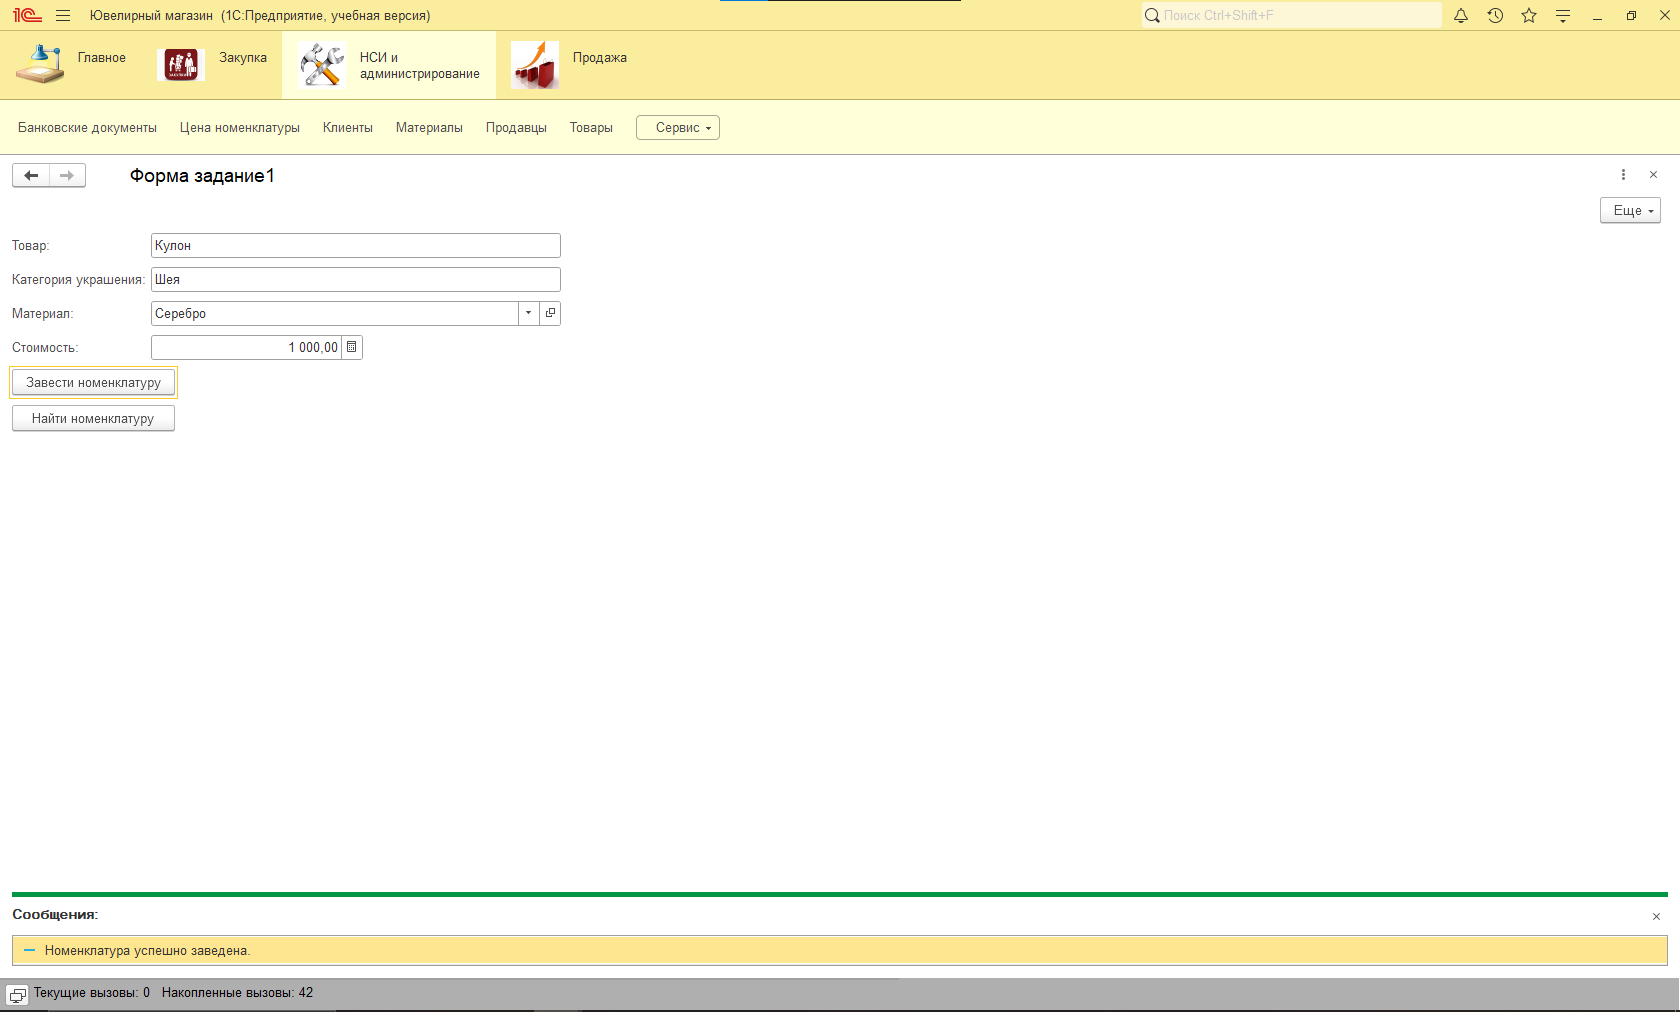 Ювелирный магазин (1С:Предприятие, учебная версия)
Поиск Ctrl+Shift+F
Главное
Закупка
НСИ и
администрирование
Продажа
Банковские документы Цена номенклатуры Клиенты Материалы Продавцы Товары Сервис
Форма задание1
Еще
Товар: Кулон
Категория украшения: Шея
Материал: Серебро
Стоимость: 1 000,00
Завести номенклатуру
Найти номенклатуру
Сообщения:
Номенклатура успешно заведена.
Текущие вызовы: 0 Накопленные вызовы: 42